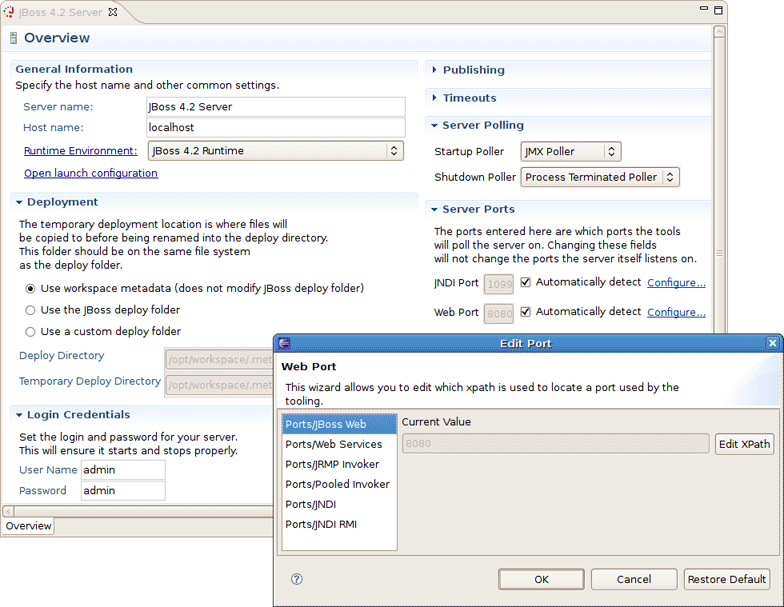 JBoss 4.2 Server
Overview
General Information
Specify the host name and other common settings.
Server name: JBoss 4.2 Server
Host name: localhost
Runtime Environment: JBoss 4.2 Runtime
Open launch configuration
Deployment
The temporary deployment location is where files will
be copied to before being renamed into the deploy directory.
This folder should be on the same file system
as the deploy folder.
Use workspace metadata (does not modify JBoss deploy folder)
Use the JBoss deploy folder
Use a custom deploy folder
Deploy Directory /opt/workspace/.met
Temporary Deploy Directory /opt/workspace/.met
Login Credentials
Set the login and password for your server.
This will ensure it starts and stops properly.
User Name admin
Password admin
Overview
Publishing
Timeouts
Server Polling
Startup Poller JMX Poller
Shutdown Poller Process Terminated Poller
Server Ports
The ports entered here are which ports the tools
will poll the server on. Changing these fields
will not change the ports the server itself listens on.
JNDI Port 1099 Automatically detect Configure...
Web Port 8080 Automatically detect Configure...
Edit Port
Web Port
This wizard allows you to edit which xpath is used to locate a port used by the
tooling.
Ports/JBoss Web
Ports/Web Services
Ports/JRMP Invoker
Ports/Pooled Invoker
Ports/JNDI
Ports/JNDI RMI
Current Value
8080 Edit XPath
? OK Cancel Restore Default